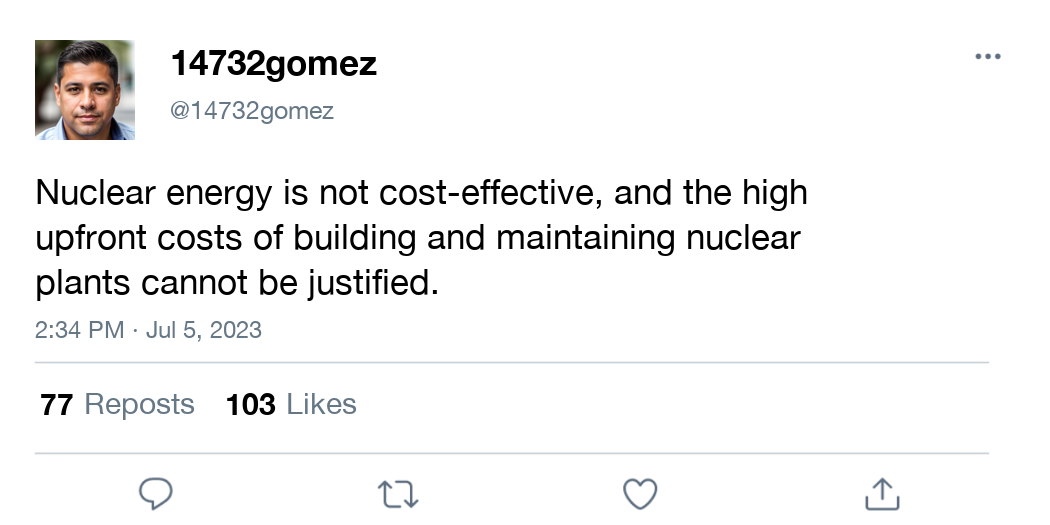 14732gomez
@14732gomez
Nuclear energy is not cost-effective, and the high
upfront costs of building and maintaining nuclear
plants cannot be justified.
2:34 PM · Jul 5, 2023
77 Reposts 103 Likes